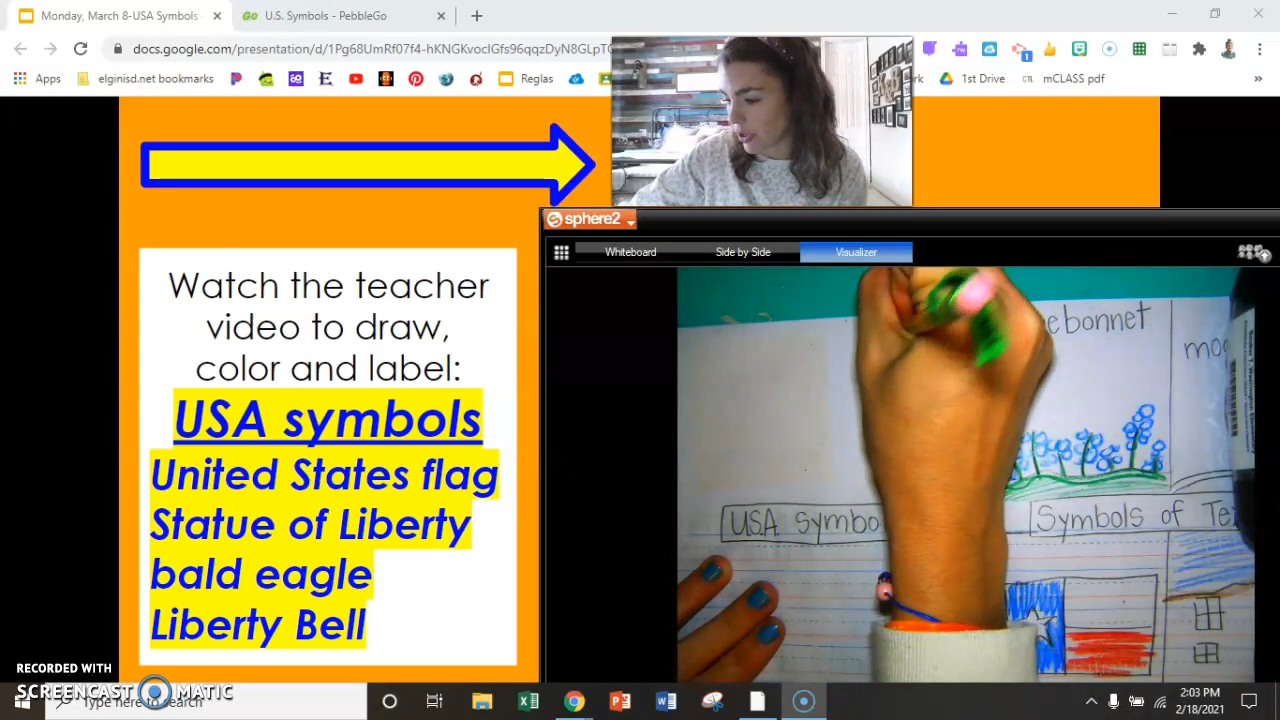 Monday, March 8-USA Symbols
U.S. Symbols - PebbleGo
docs.google.com/presentation/d/1Pg68UmRf07f4-hKNGKvocIGfs96qqzDyN8GLpTC
Apps
elginisd.net bookmarks
Reglas
Drive
1st Drive
mCLASS pdf
sphere2
Whiteboard
Side by Side
Visualizer
Watch the teacher
video to draw,
color and label:
USA symbols
United States flag
Statue of Liberty
bald eagle
Liberty Bell
ebonnet
moc
U.S.A Symbo
Symbols of Te
RECORDED WITH
SCREENCAST MATIC
Type here to search
2:03 PM
2/18/2021